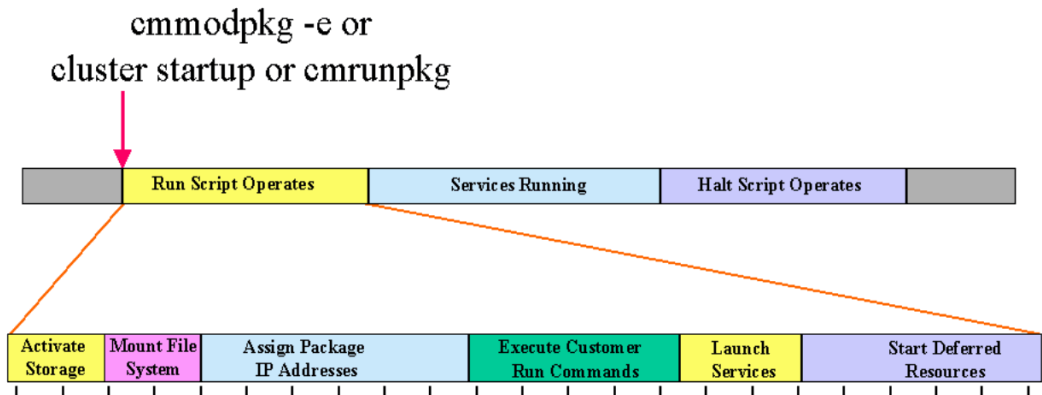 cmmodpkg -e or
cluster startup or cmrunpkg
Run Script Operates
Services Running
Halt Script Operates
Activate
Storage
Mount File
System
Assign Package
IP Addresses
Execute Customer
Run Commands
Launch
Services
Start Deferred
Resources